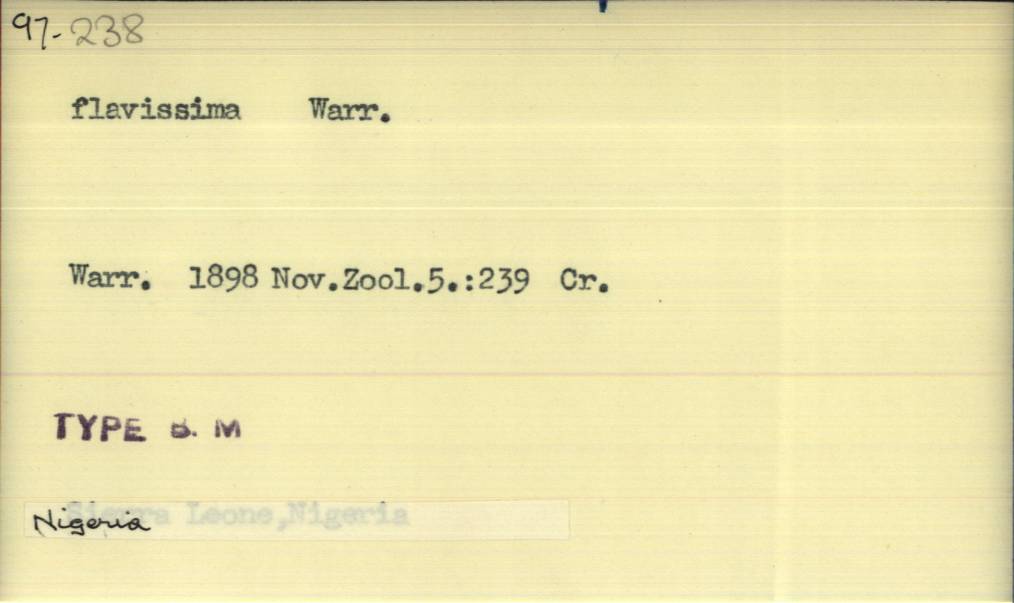 97-238
flavissima Warr.
Warr. 1898 Nov.Zool.5.:239 Cr.
TYPE B. M
Sierra Leone,Nigeria
Nigeria